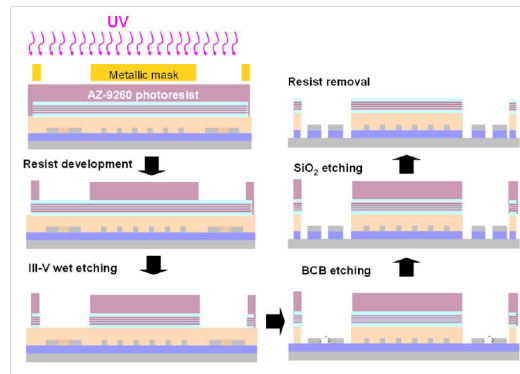 UV
Metallic mask
AZ-9260 photoresist
Resist development
III-V wet etching
BCB etching
SiO₂ etching
Resist removal